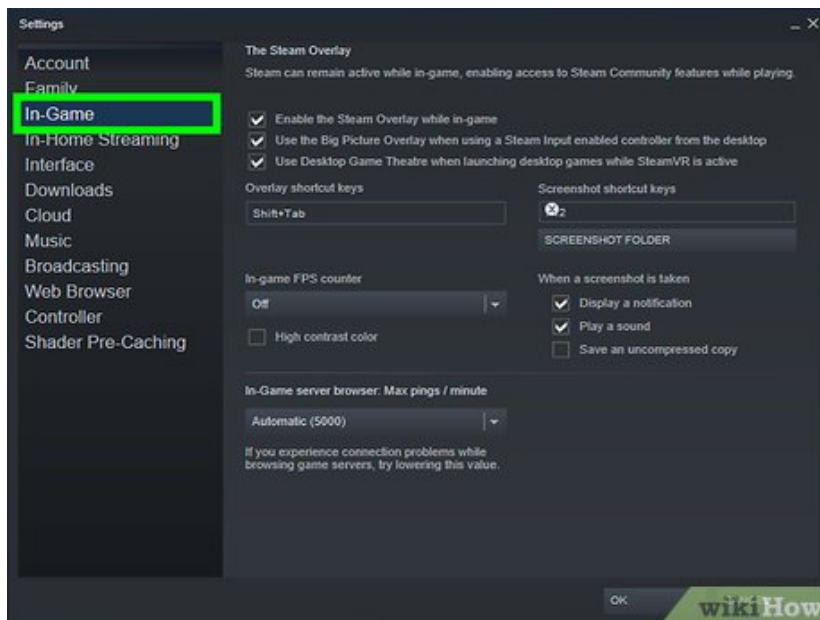 Settings
Account
Family
In-Game
In-Home Streaming
Interface
Downloads
Cloud
Music
Broadcasting
Web Browser
Controller
Shader Pre-Caching
The Steam Overlay
Steam can remain active while in-game, enabling access to Steam Community features while playing.
Enable the Steam Overlay while in-game
Use the Big Picture Overlay when using a Steam Input enabled controller from the desktop
Use Desktop Game Theatre when launching desktop games while SteamVR is active
Overlay shortcut keys
Shift+Tab
Screenshot shortcut keys
2
SCREENSHOT FOLDER
In-game FPS counter
Off
High contrast color
When a screenshot is taken
Display a notification
Play a sound
Save an uncompressed copy
In-Game server browser: Max pings / minute
Automatic (5000)
If you experience connection problems while
browsing game servers, try lowering this value.
OK
wikiHow